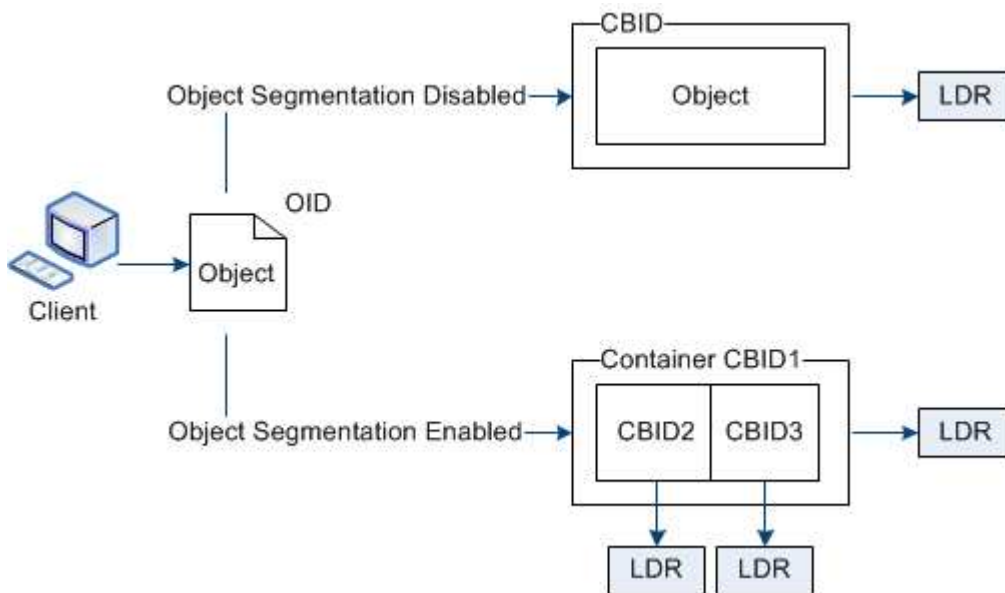 CBID
Object Segmentation Disabled
Object
LDR
OID
Object
Client
Container CBID1
Object Segmentation Enabled
CBID2
CBID3
LDR
LDR
LDR